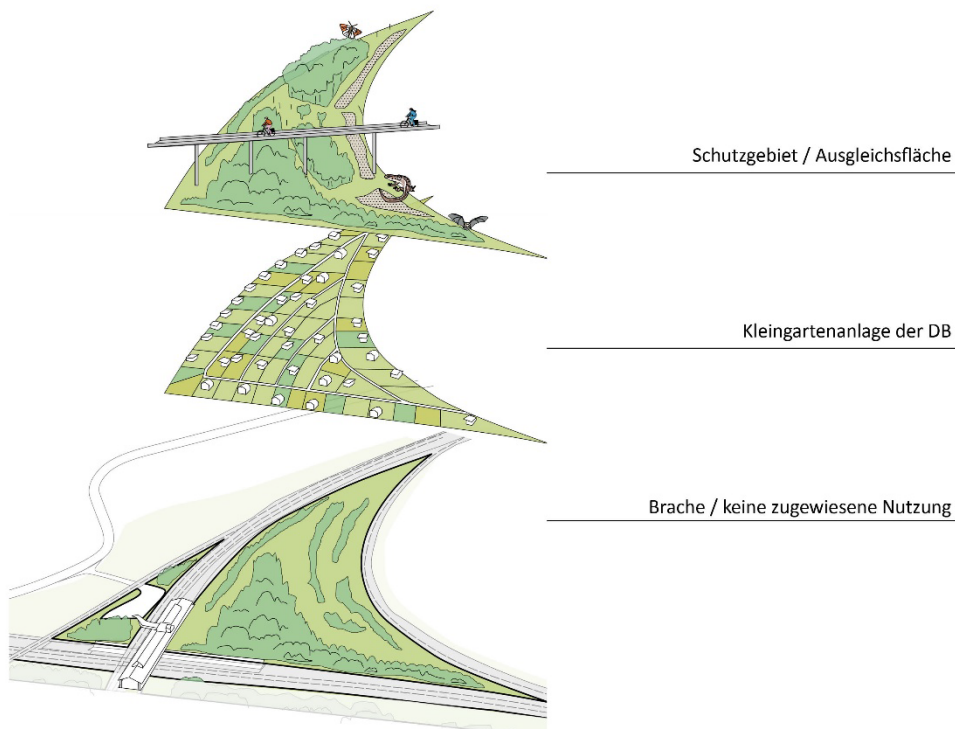 Schutzgebiet / Ausgleichsfläche
Kleingartenanlage der DB
Brache / keine zugewiesene Nutzung